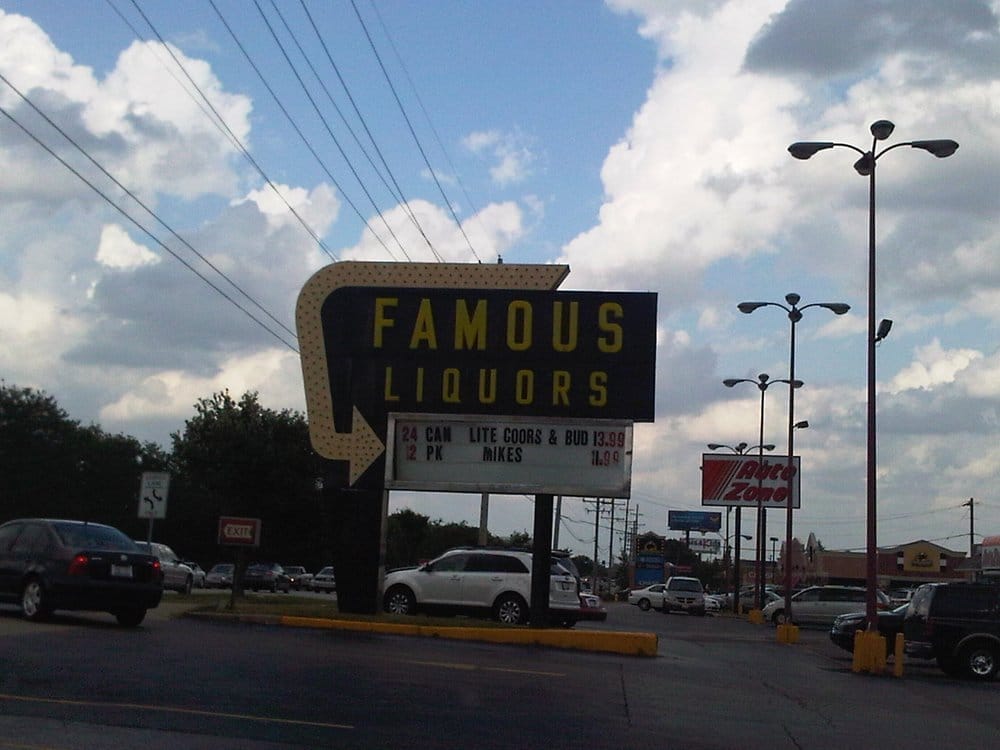 FAMOUS
LIQUORS
24 CAN LITE COORS & BUD 13.99
12 PK MIKES 11.99
Auto
Zone
EXIT